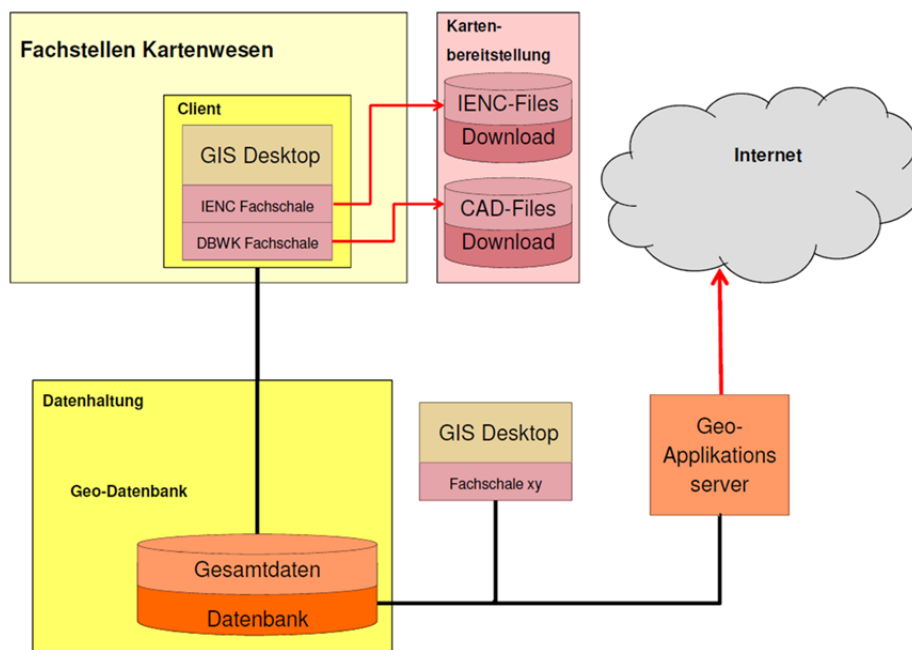 Fachstellen Kartenwesen
Client
GIS Desktop
IENC Fachschale
DBWK Fachschale
Karten-
bereitstellung
IENC-Files
Download
CAD-Files
Download
Internet
Datenhaltung
Geo-Datenbank
Gesamtdaten
Datenbank
GIS Desktop
Fachschale xy
Geo-
Applikations
server